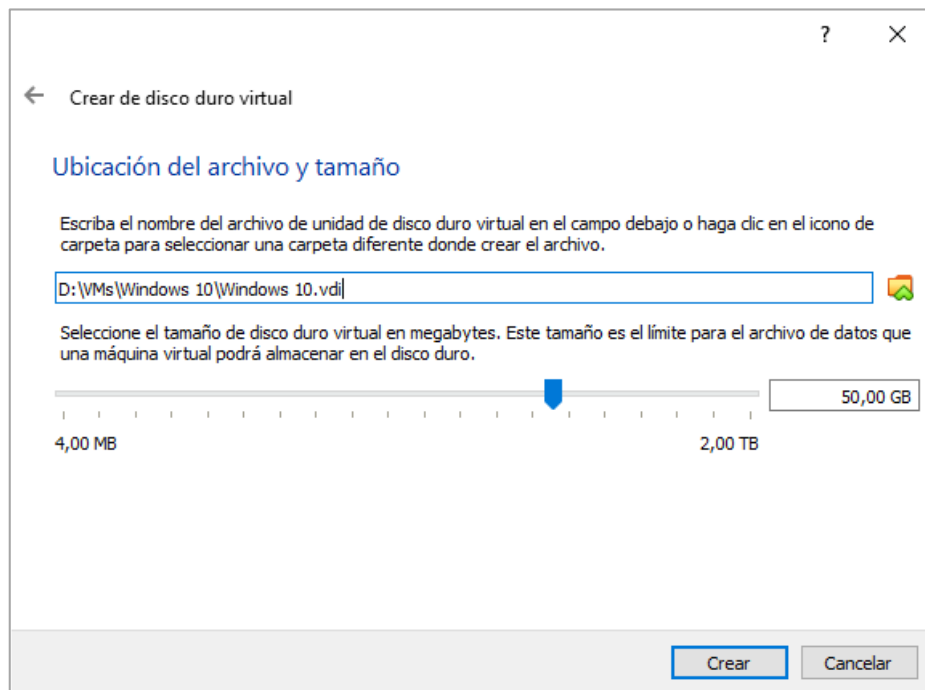 ?
Crear de disco duro virtual
Ubicación del archivo y tamaño
Escriba el nombre del archivo de unidad de disco duro virtual en el campo debajo o haga clic en el icono de
carpeta para seleccionar una carpeta diferente donde crear el archivo.
D:\VMs\Windows 10\Windows 10.vdi
Seleccione el tamaño de disco duro virtual en megabytes. Este tamaño es el límite para el archivo de datos que
una máquina virtual podrá almacenar en el disco duro.
50,00 GB
4,00 MB 2,00 TB
Crear Cancelar